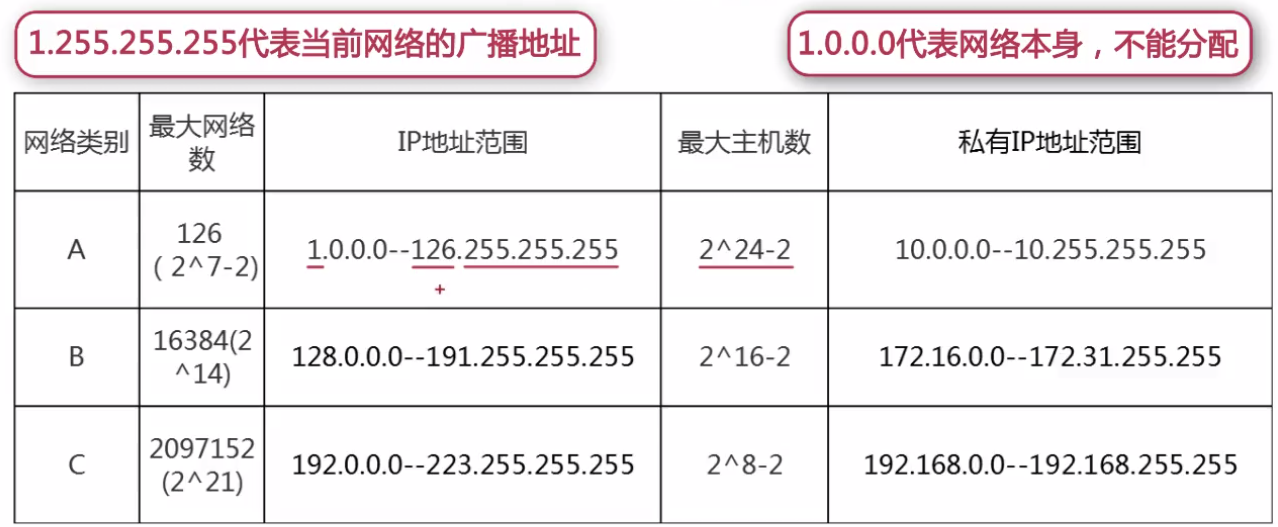 1.255.255.255代表当前网络的广播地址
1.0.0.0代表网络本身，不能分配
网络类别
最大网络
数
IP地址范围
最大主机数
私有IP地址范围
A
126
( 2^7-2)
1.0.0.0--126.255.255.255
2^24-2
10.0.0.0--10.255.255.255
B
16384(2
^14)
128.0.0.0--191.255.255.255
2^16-2
172.16.0.0--172.31.255.255
C
2097152
(2^21)
192.0.0.0--223.255.255.255
2^8-2
192.168.0.0--192.168.255.255